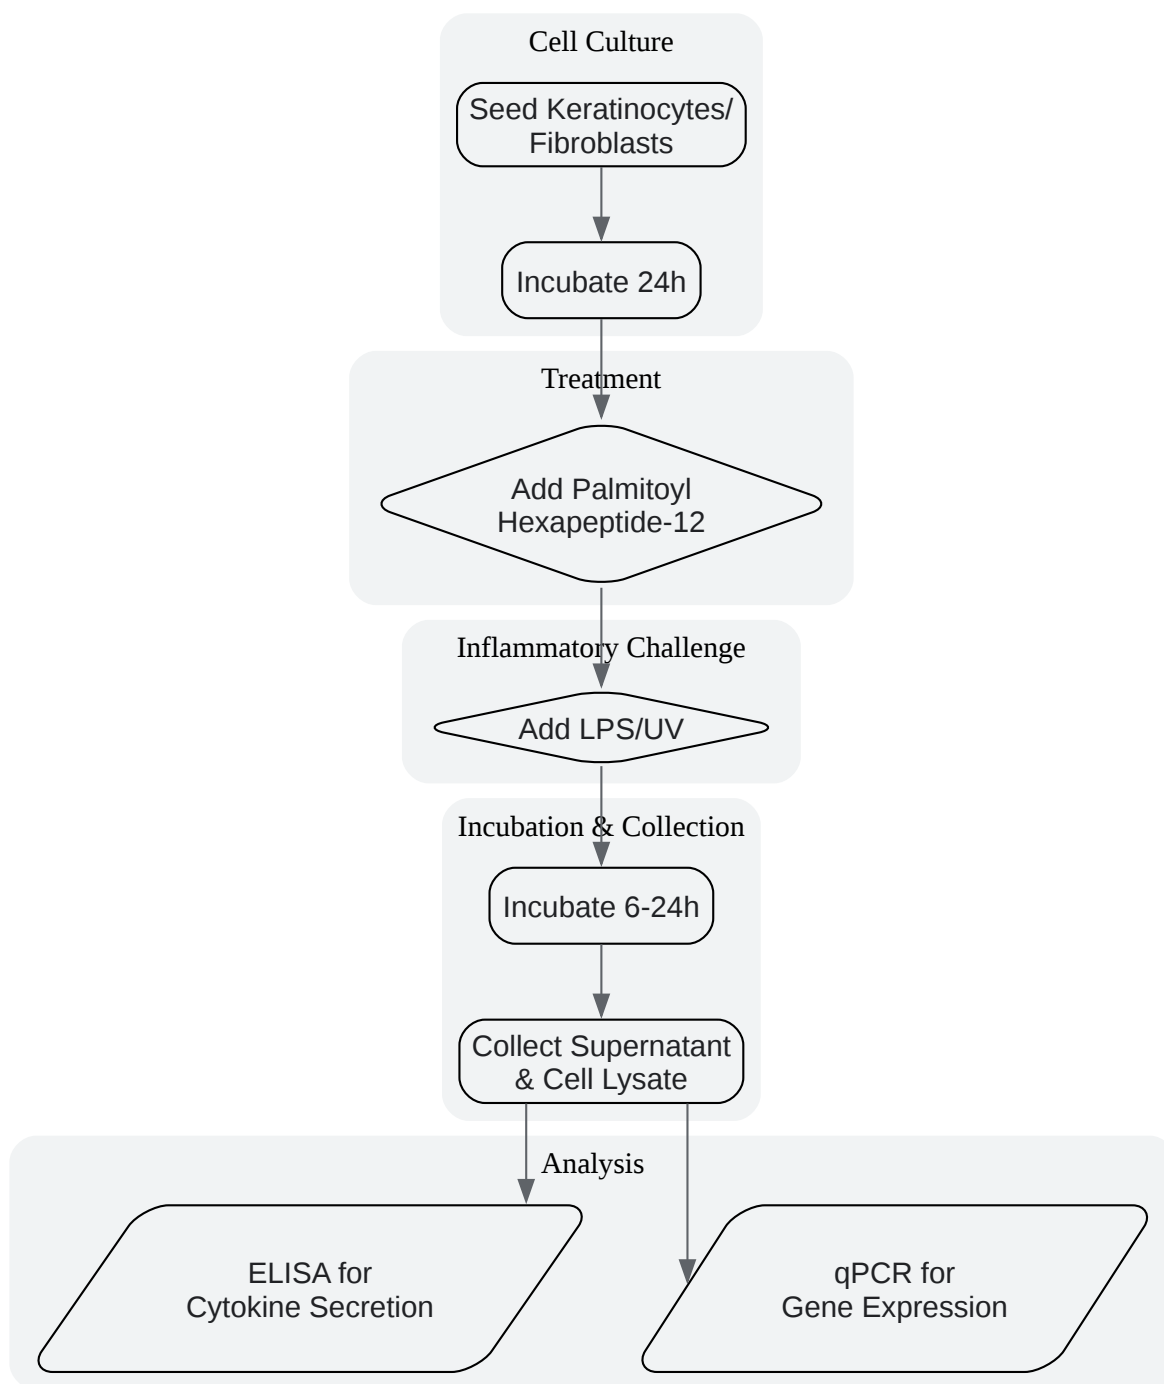 Cell Culture
Seed Keratinocytes/
Fibroblasts
Incubate 24h
Treatment
Add Palmitoyl
Hexapeptide-12
Inflammatory Challenge
Add LPS/UV
Incubation & Collection
Incubate 6-24h
Collect Supernatant
& Cell Lysate
Analysis
ELISA for
Cytokine Secretion
qPCR for
Gene Expression